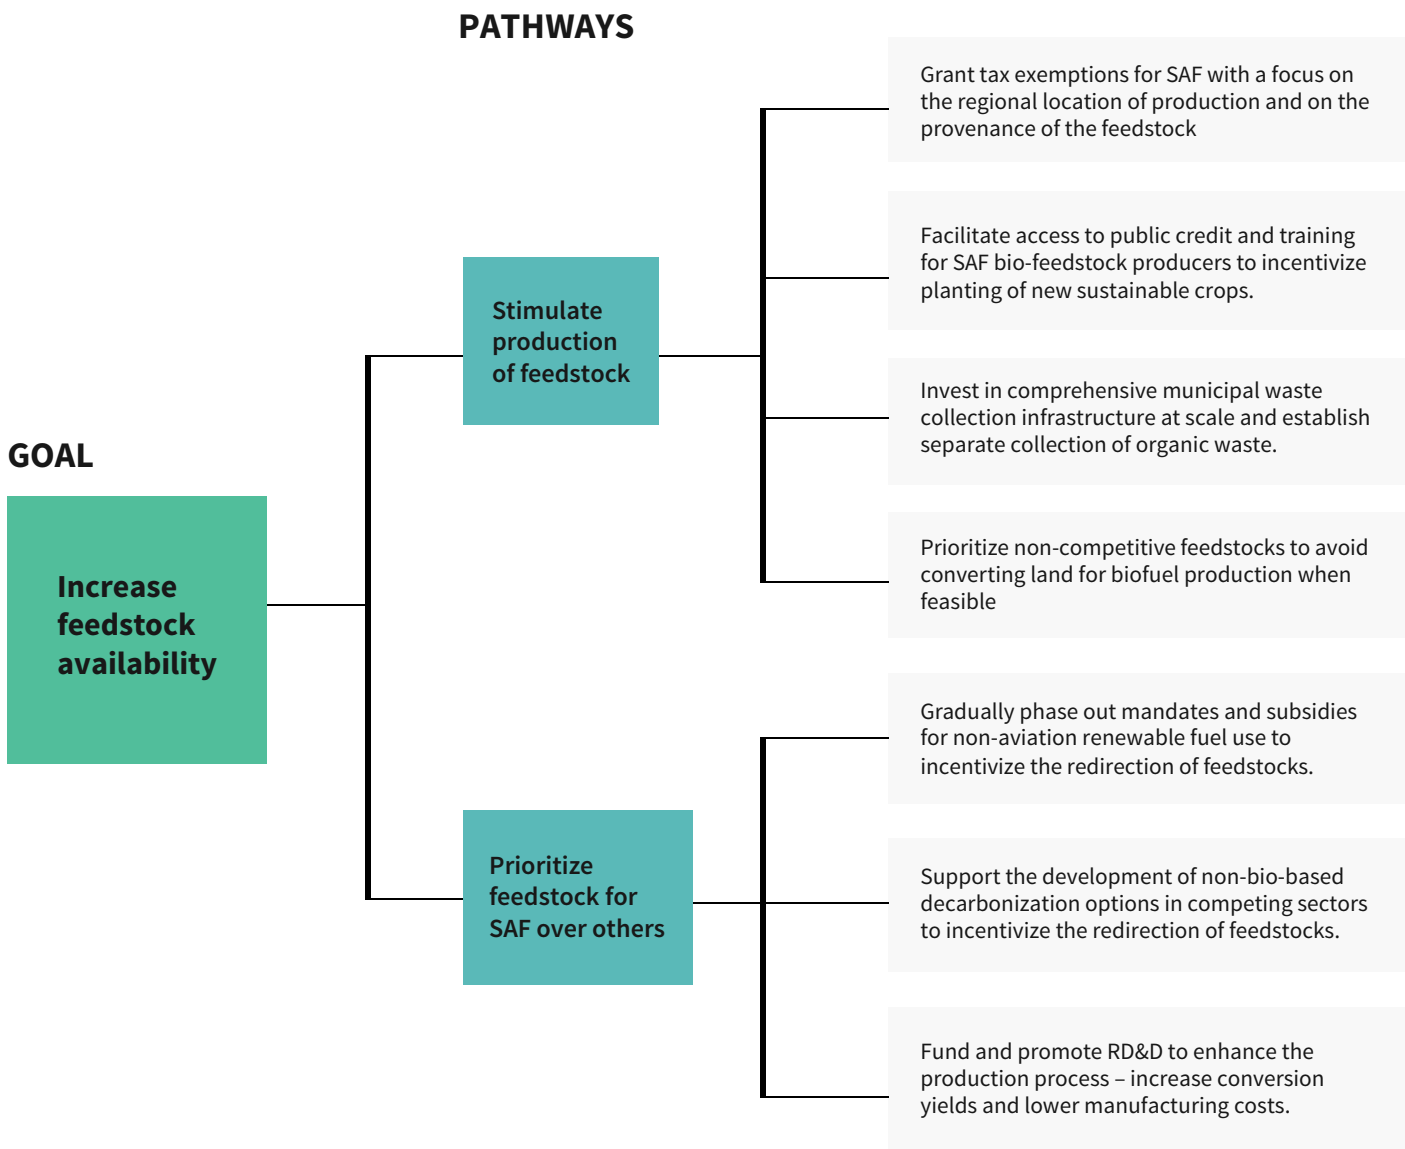 PATHWAYS
GOAL
Increase
feedstock
availability
Stimulate
production
of feedstock
Grant tax exemptions for SAF with a focus on
the regional location of production and on the
provenance of the feedstock
Facilitate access to public credit and training
for SAF bio-feedstock producers to incentivize
planting of new sustainable crops.
Invest in comprehensive municipal waste
collection infrastructure at scale and establish
separate collection of organic waste.
Prioritize non-competitive feedstocks to avoid
converting land for biofuel production when
feasible
Prioritize
feedstock for
SAF over others
Gradually phase out mandates and subsidies
for non-aviation renewable fuel use to
incentivize the redirection of feedstocks.
Support the development of non-bio-based
decarbonization options in competing sectors
to incentivize the redirection of feedstocks.
Fund and promote RD&D to enhance the
production process – increase conversion
yields and lower manufacturing costs.